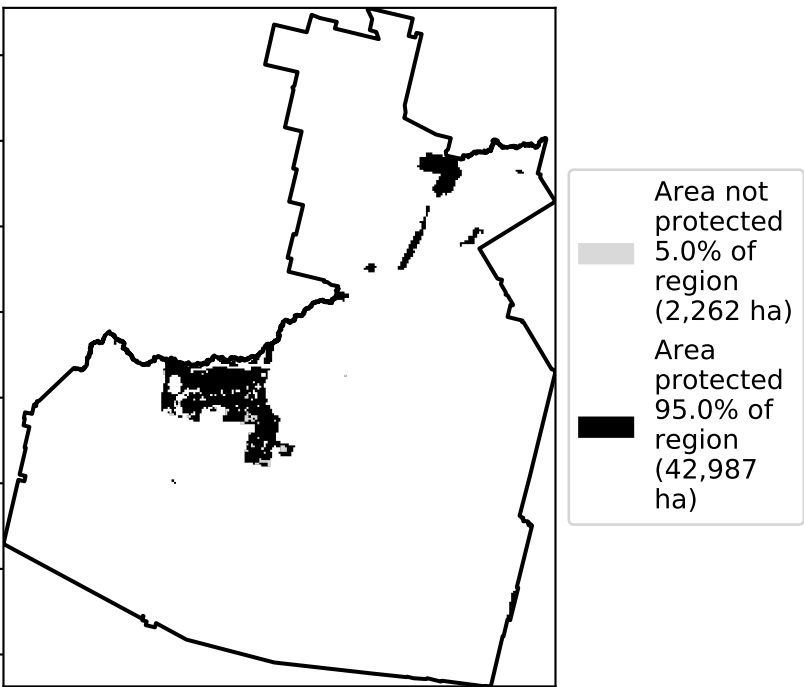 Area not
protected
5.0% of
region
(2,262 ha)
Area
protected
95.0% of
region
(42,987
ha)